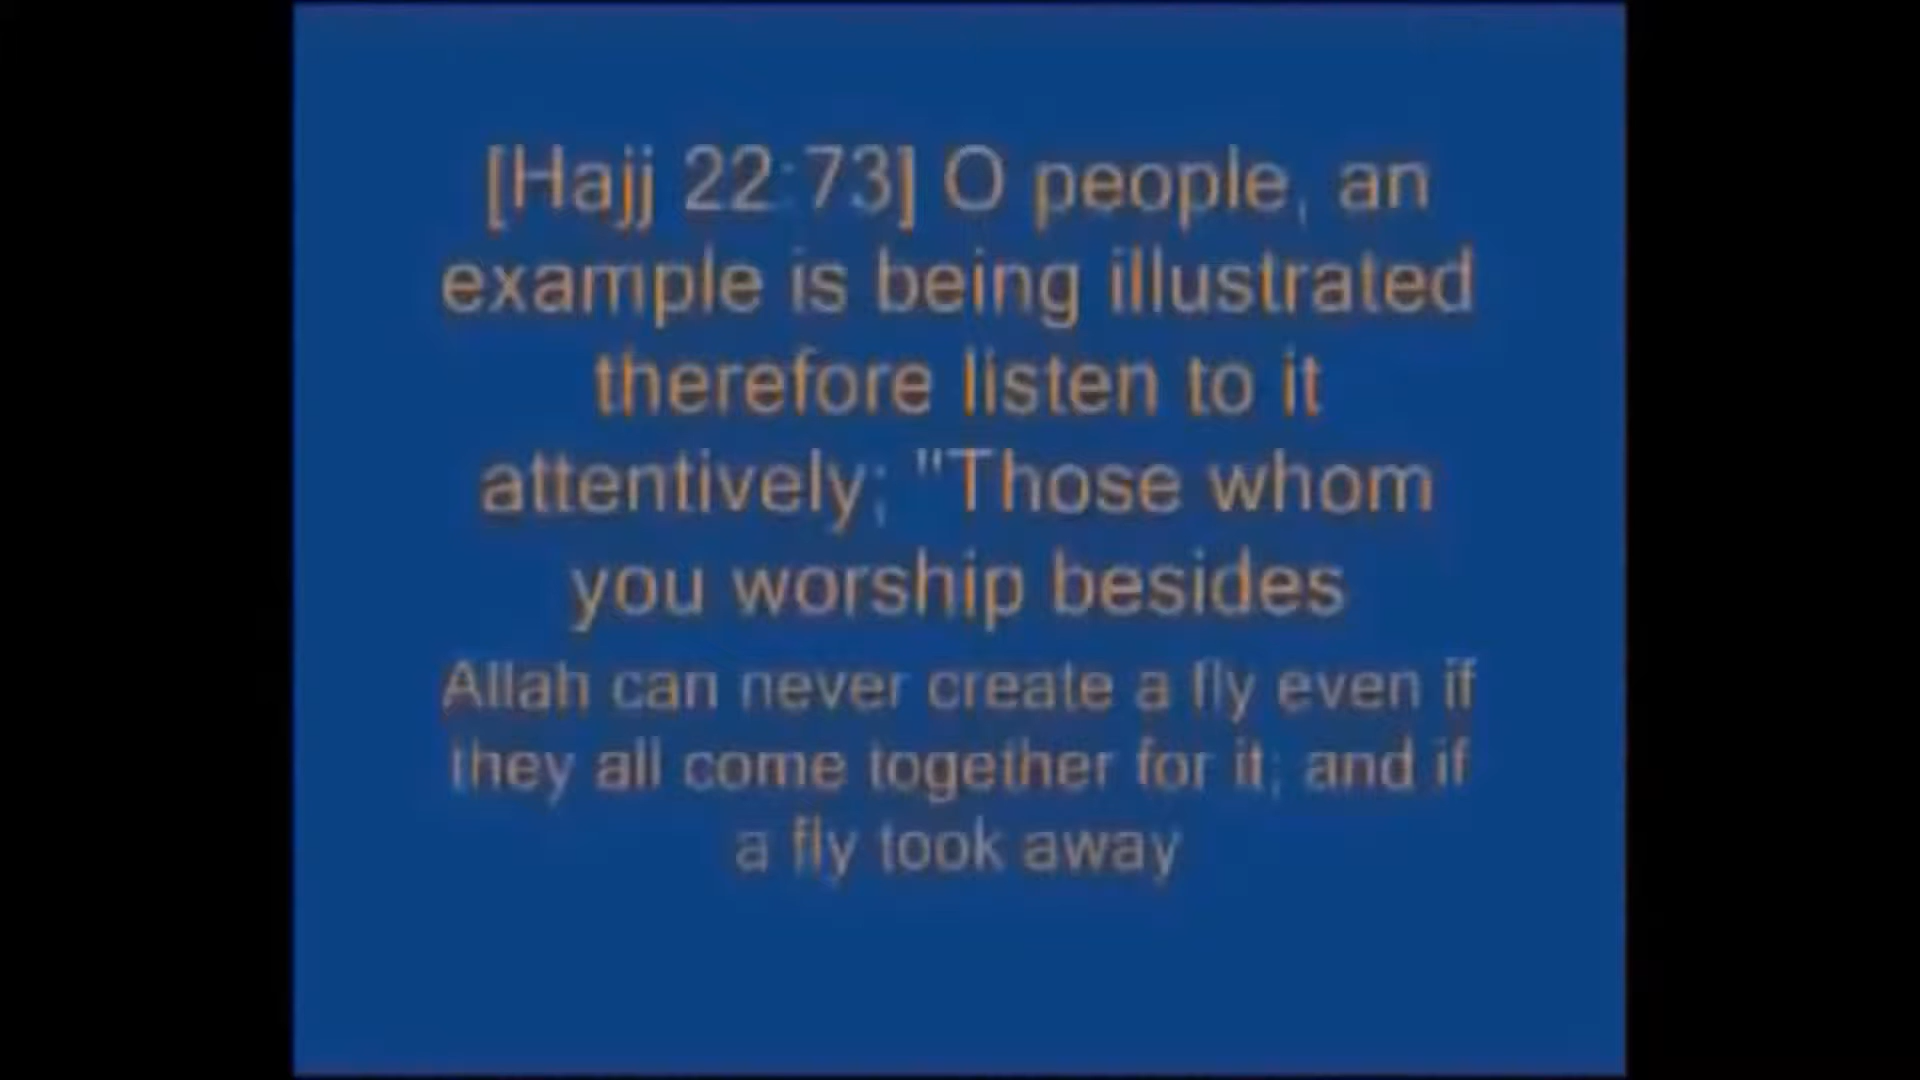 [Hajj 22:73] O people, an
example is being illustrated
therefore listen to it
attentively; "Those whom
you worship besides
Allah can never create a fly even if
they all come together for it; and if
a fly took away